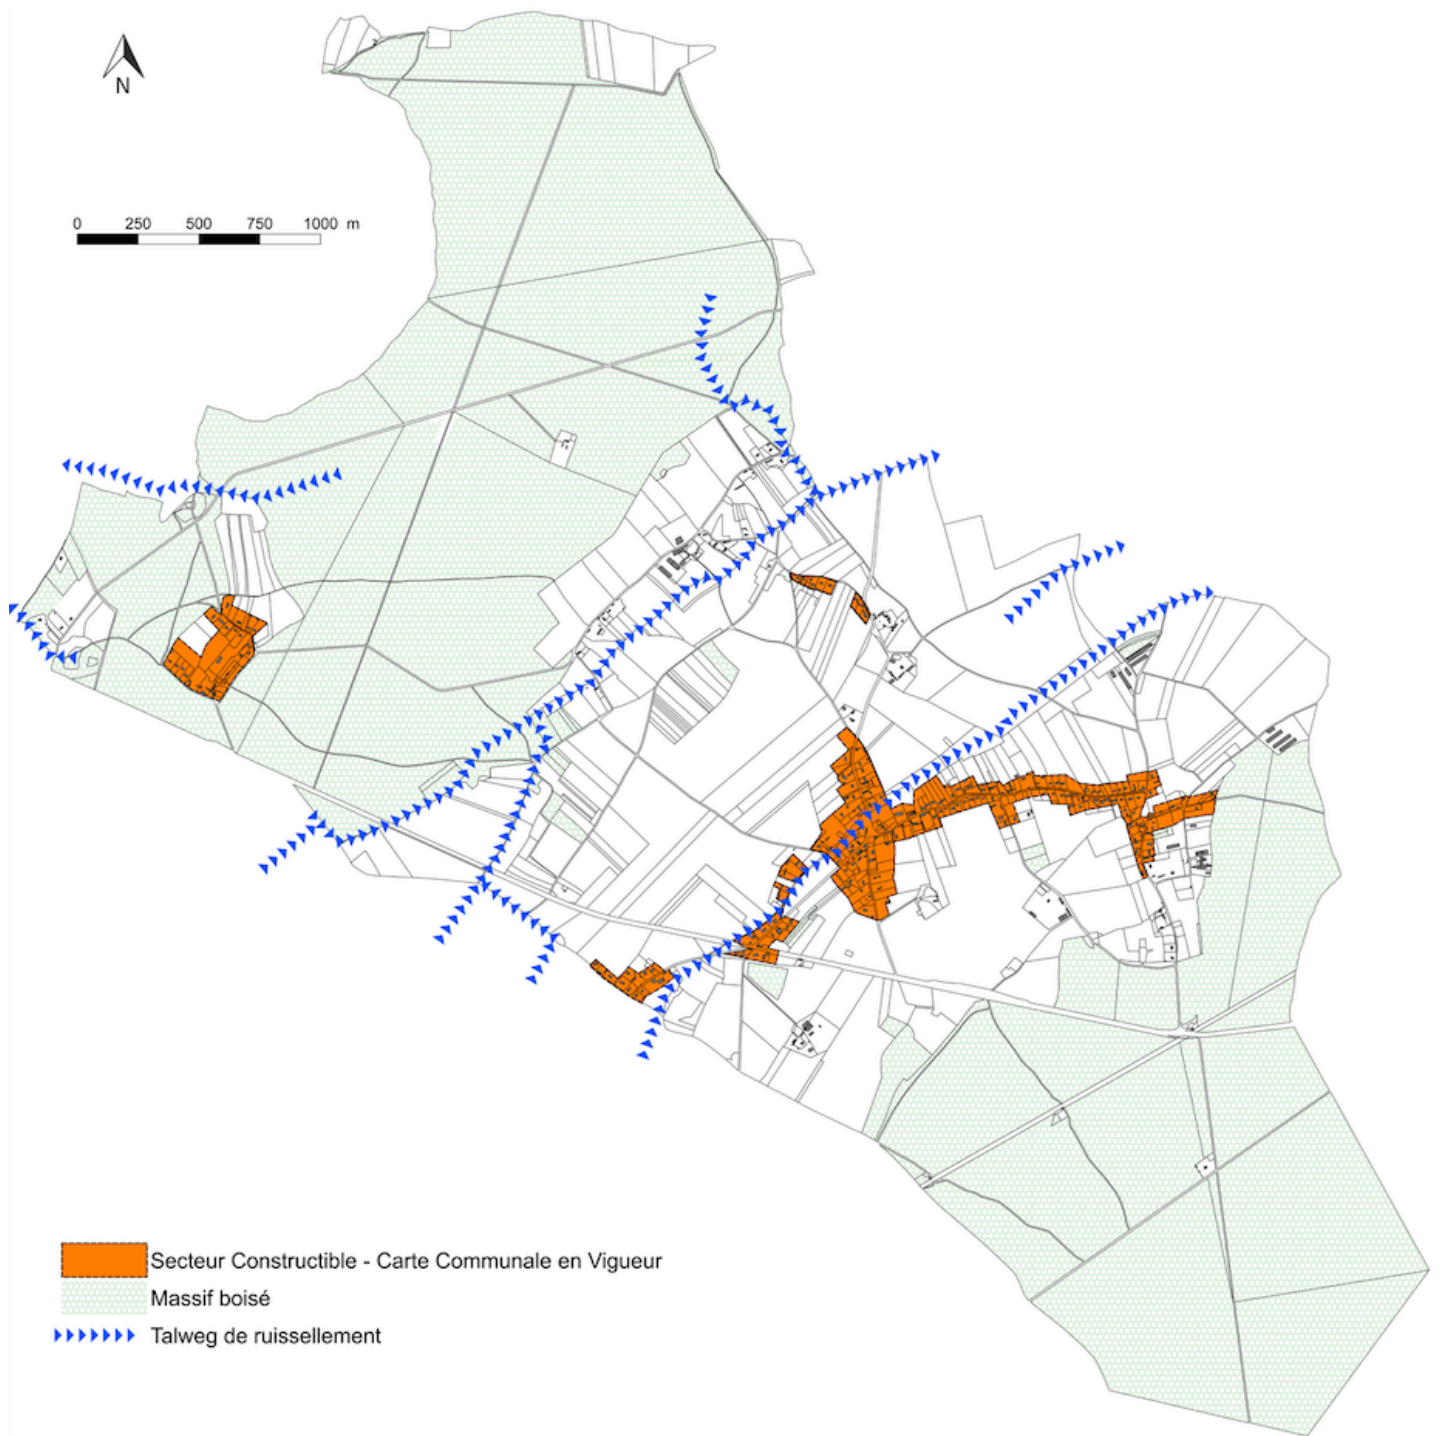 N
0 250 500 750 1000 m
Secteur Constructible - Carte Communale en Vigueur
Massif boisé
Talweg de ruissellement